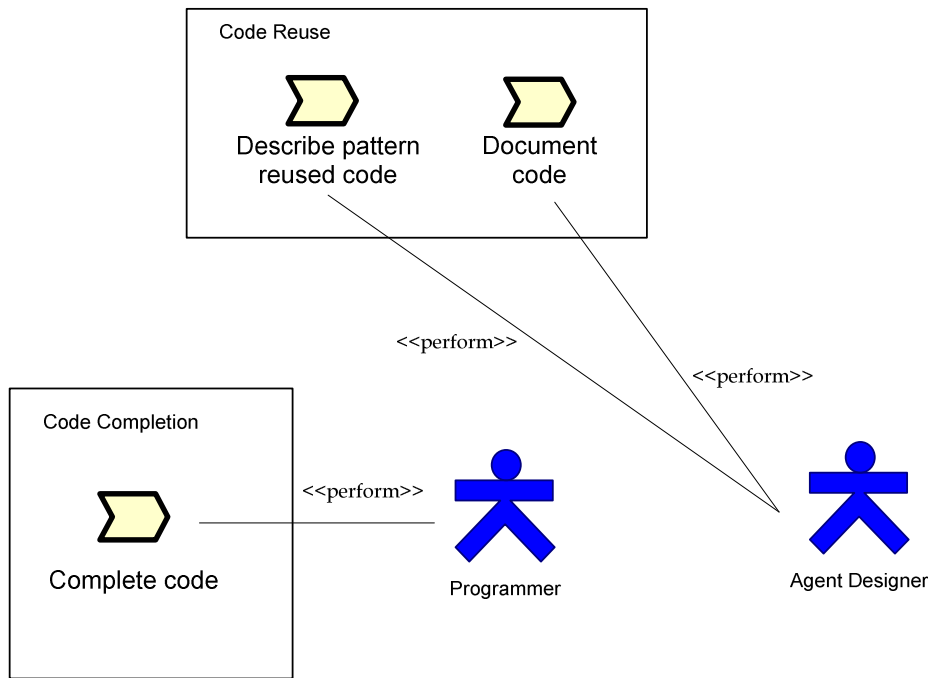 Code Reuse
Describe pattern
reused code
Document
code
<<perform>>
<<perform>>
Code Completion
<<perform>>
Complete code
Programmer
Agent Designer